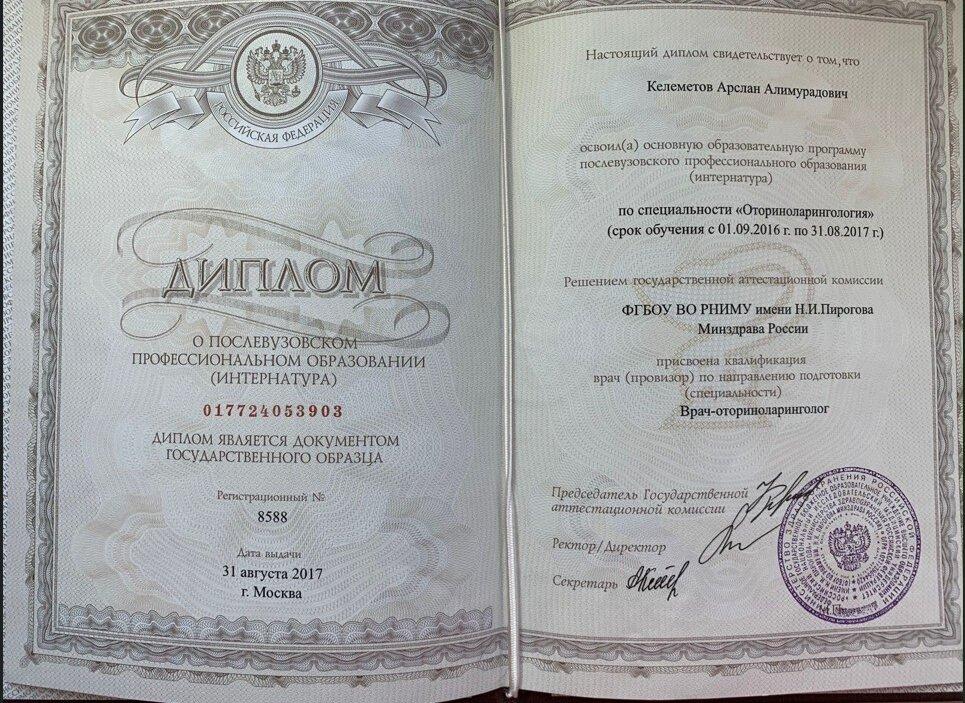 РОССИЙСКАЯ ФЕДЕРАЦИЯ
ДИПЛОМ
О ПОСЛЕВУЗОВСКОМ
ПРОФЕССИОНАЛЬНОМ ОБРАЗОВАНИИ
(ИНТЕРНАТУРА)
017724053903
ДИПЛОМ ЯВЛЯЕТСЯ ДОКУМЕНТОМ
ГОСУДАРСТВЕННОГО ОБРАЗЦА
Регистрационный №
8588
Дата выдачи
31 августа 2017
г. Москва
Настоящий диплом свидетельствует о том,что
Келеметов Арслан Алимурадович
освоил(а) основную образовательную программу
послевузовского профессионального образования
(интернатура)
по специальности «Оториноларингология»
(срок обучения с 01.09.2016 г. по 31.08.2017 г.)
Решением государственной аттестационной комиссии
ФГБОУ ВО РНИМУ имени Н.И.Пирогова
Минздрава России
присвоена квалификация
врач (провизор) по направлению подготовки
(специальности)
Врач-оториноларинголог
Председатель Государственной
аттестационной комиссии
Ректор/Директор
Секретарь